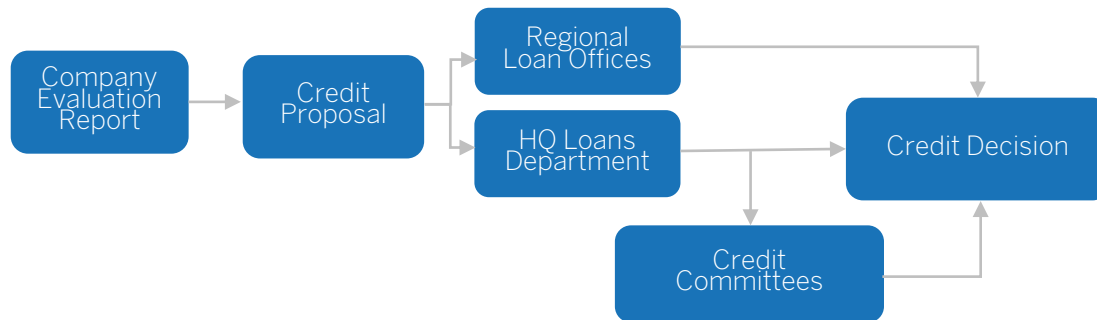 Company
Evaluation
Report
Credit
Proposal
Regional
Loan Offices
HQ Loans
Department
Credit
Committees
Credit Decision